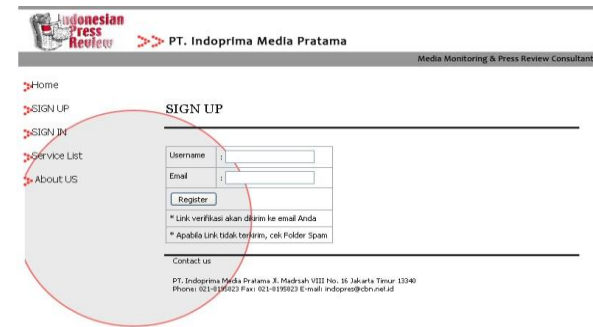 Indonesian
Press
Review
>> PT. Indoprima Media Pratama
Media Monitoring & Press Review Consultant
Home
SIGN UP
SIGN IN
Service List
About US
SIGN UP
Username :
Email :
Register
* Link verifikasi akan dikirim ke email Anda
* Apabila Link tidak terkirim, cek Folder Spam
Contact us
PT. Indoprima Media Pratama Jl. Madrsah VIII No. 16 Jakarta Timur 13340
Phone: 021-8195023 Fax: 021-8195023 E-mail: indopres@cbn.net.id